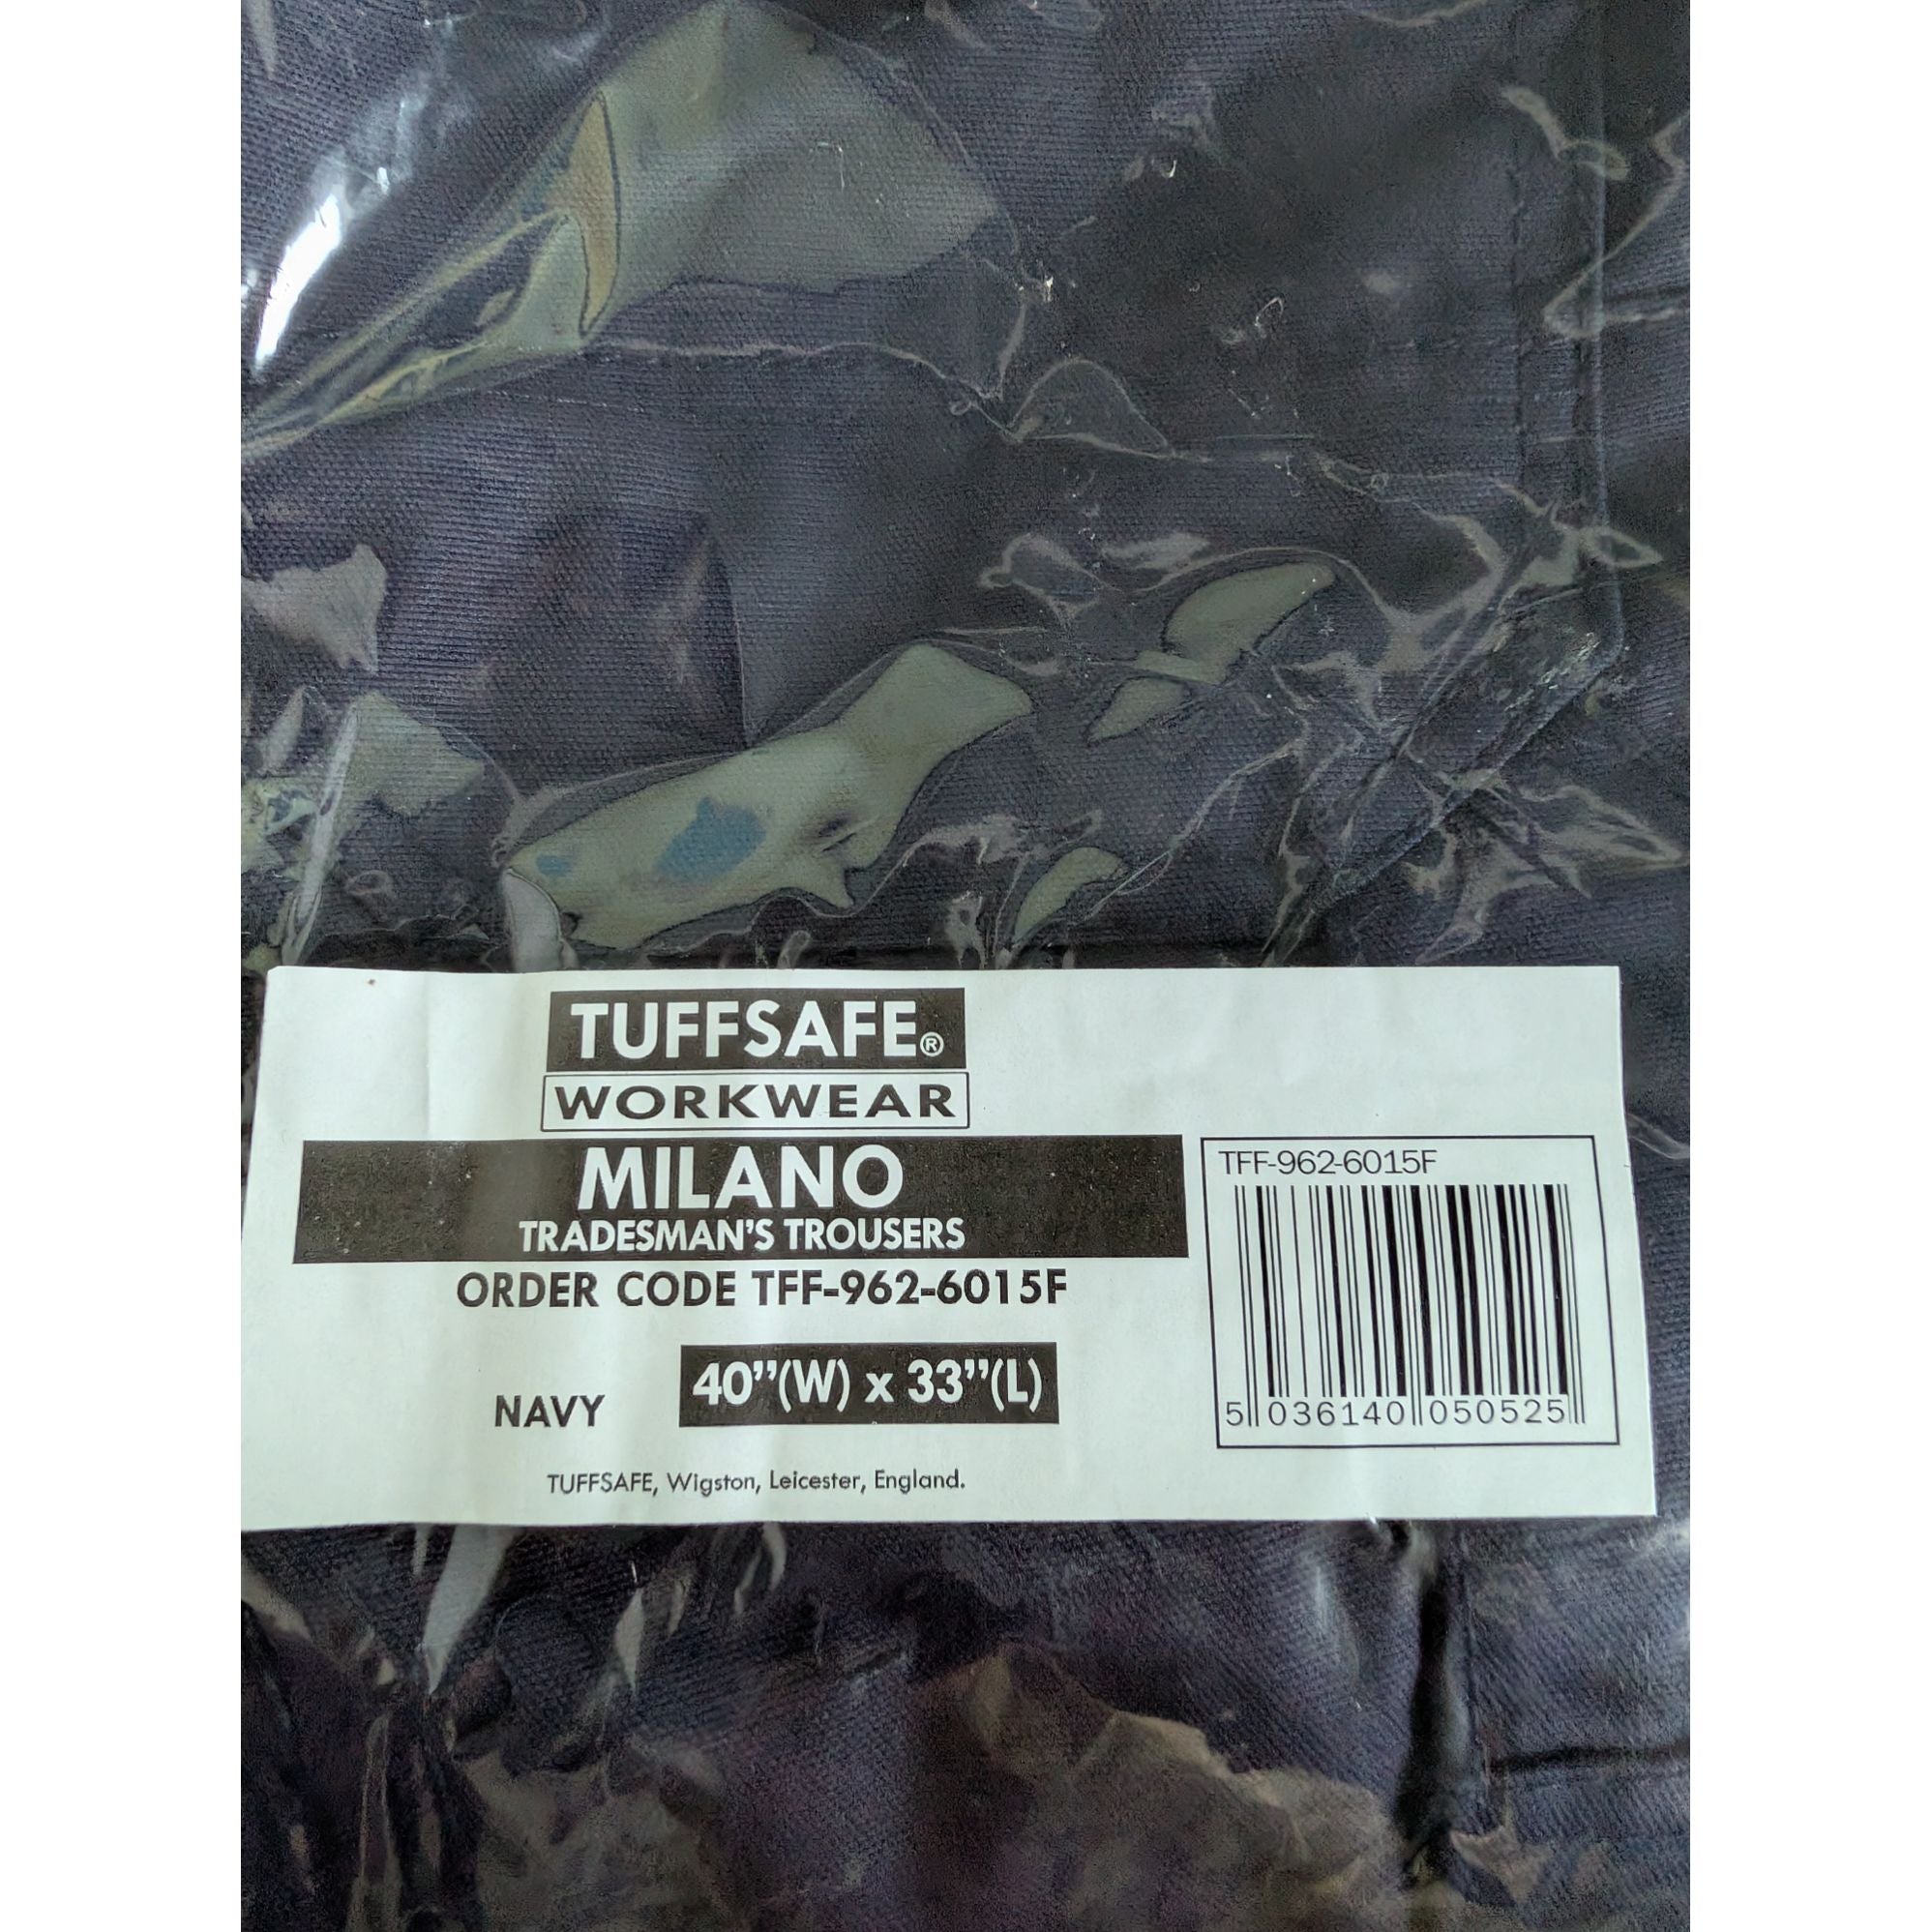 TUFFSAFE®
WORKWEAR
MILANO
TRADESMAN'S TROUSERS
ORDER CODE TFF-962-6015F
NAVY 40”(W) x 33”(L)
TUFFSAFE, Wigston, Leicester, England.
TFF-962-6015F
5 036140 050525